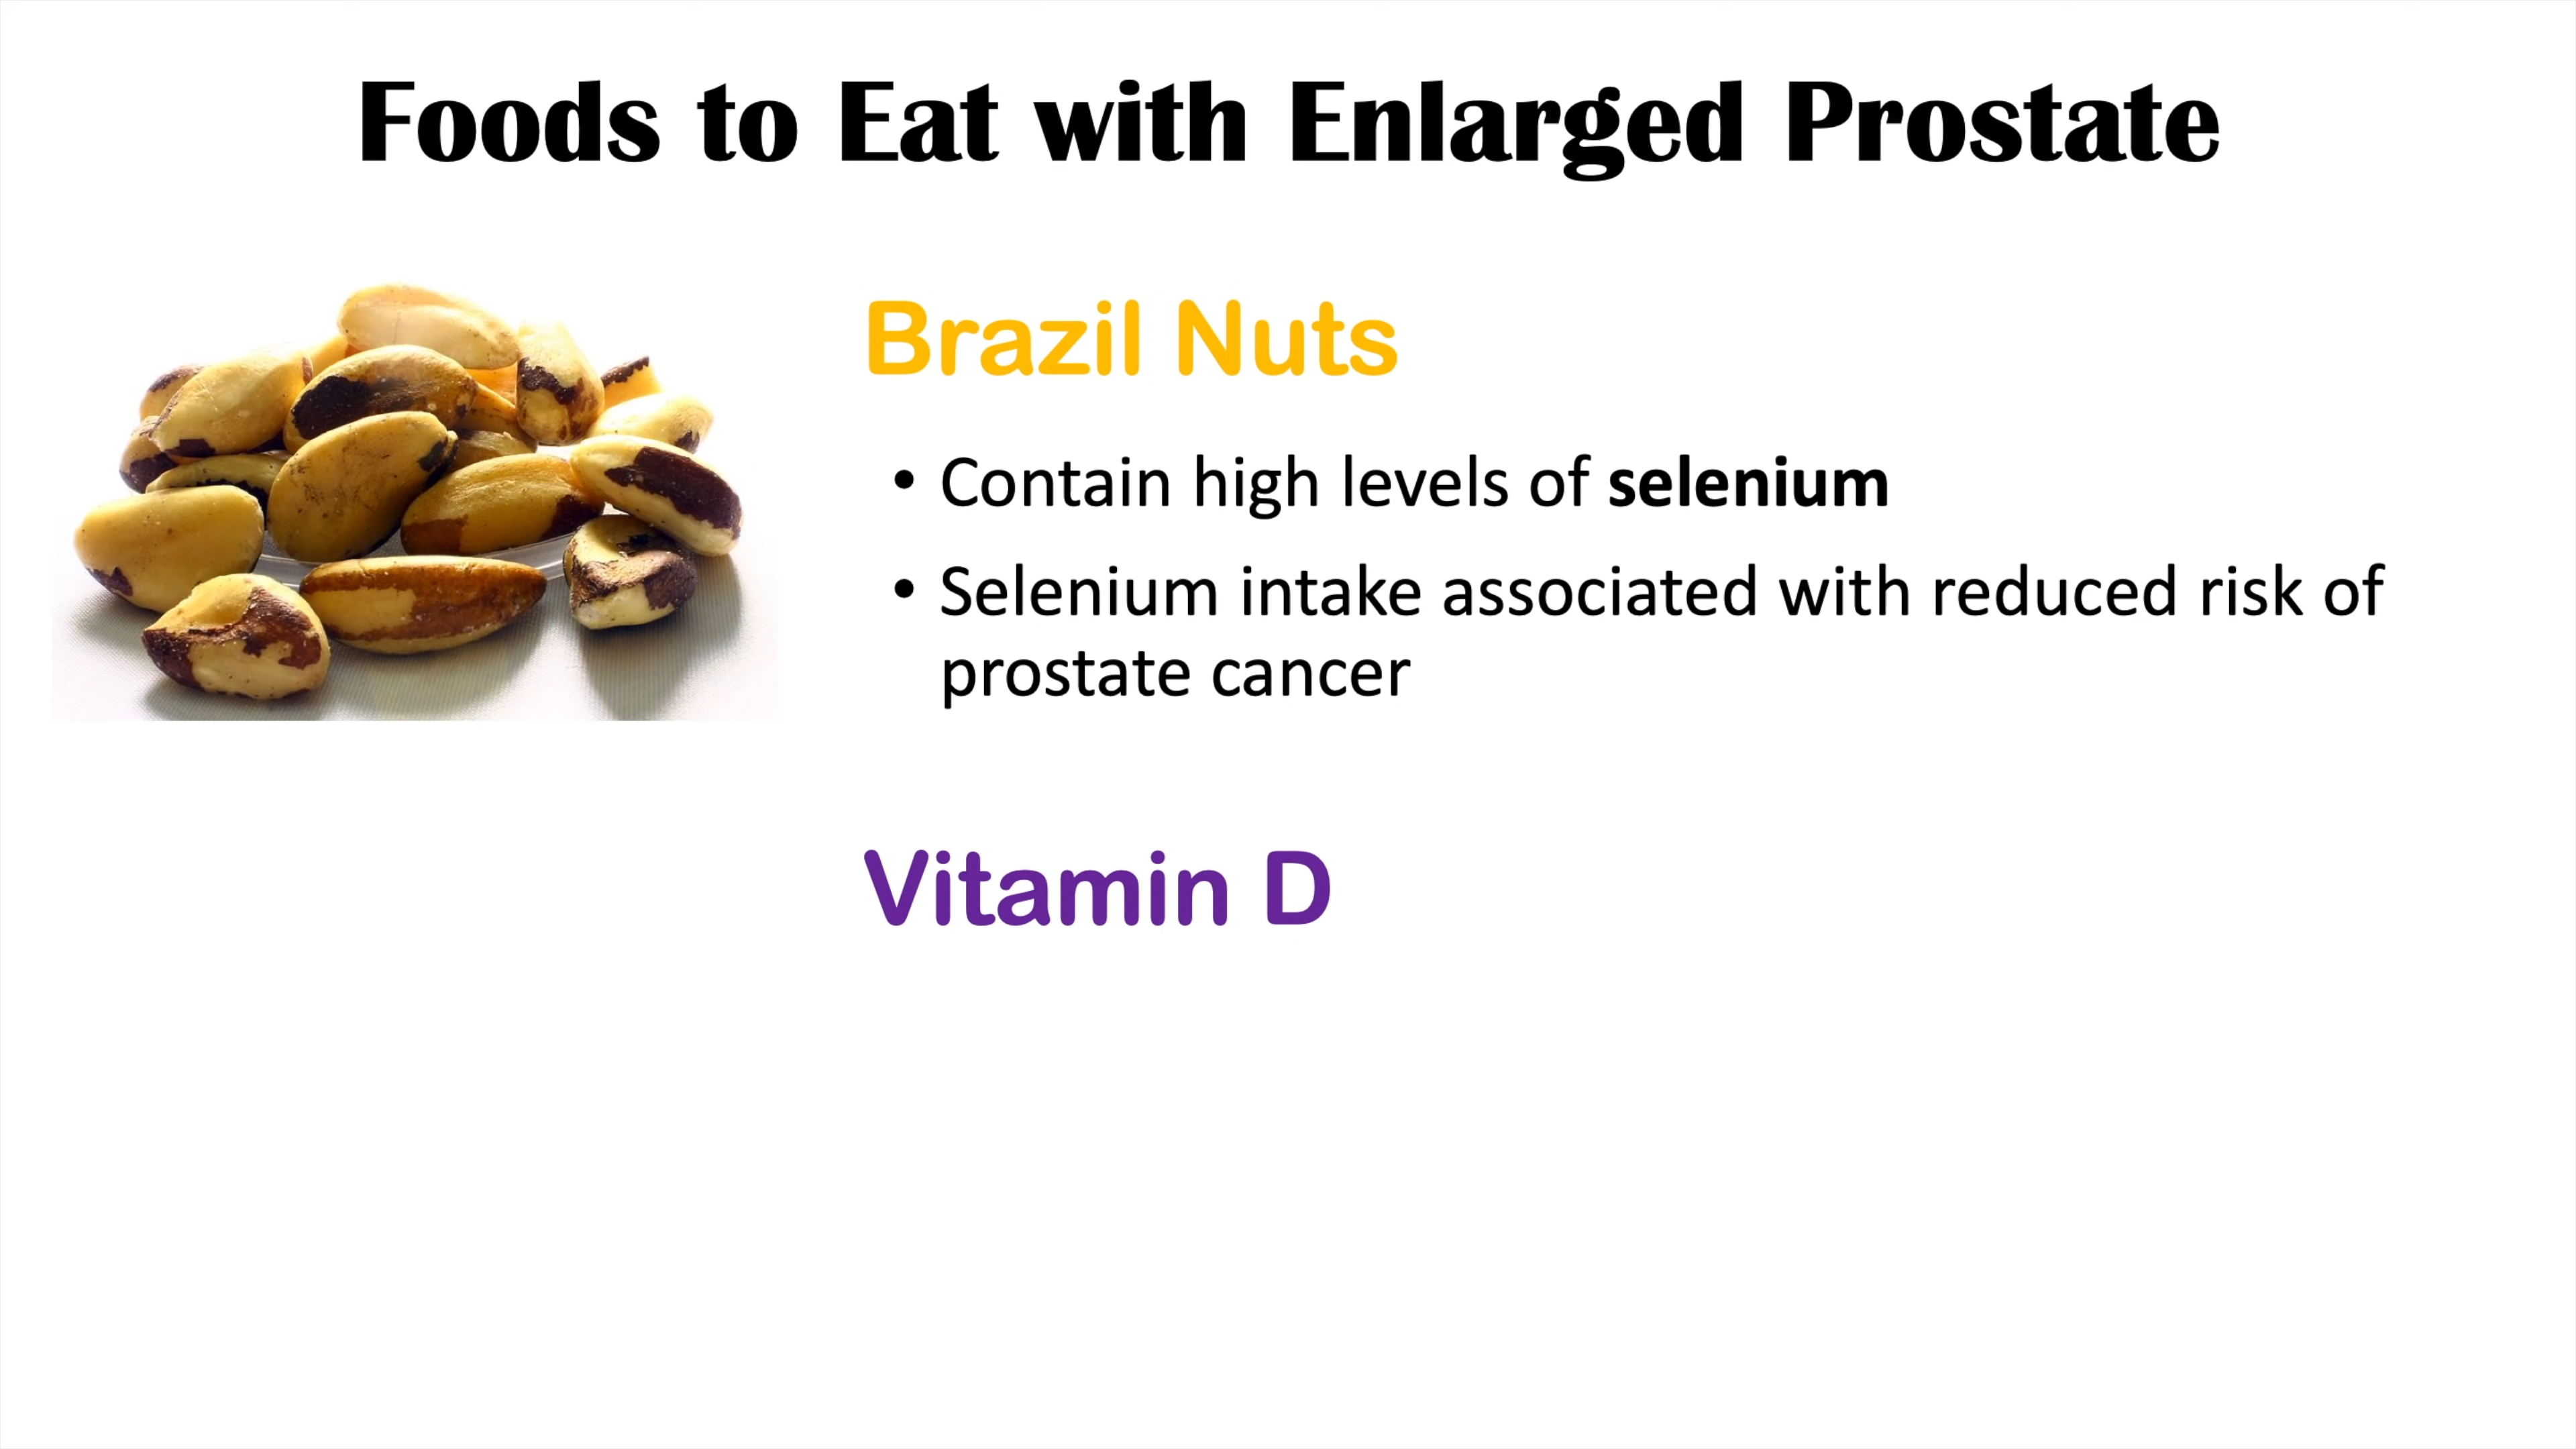 Foods to Eat with Enlarged Prostate
Brazil Nuts
• Contain high levels of selenium
• Selenium intake associated with reduced risk of
prostate cancer
Vitamin D